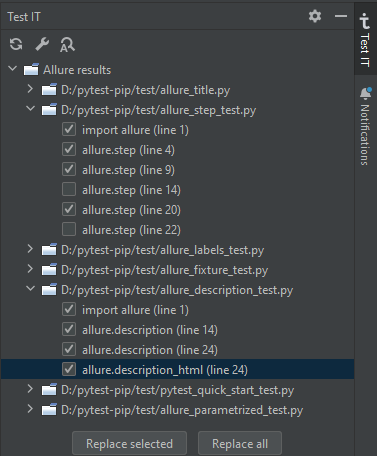 Test IT
Allure results
D:/pytest-pip/test/allure_title.py
D:/pytest-pip/test/allure_step_test.py
import allure (line 1)
allure.step (line 4)
allure.step (line 9)
allure.step (line 14)
allure.step (line 20)
allure.step (line 22)
D:/pytest-pip/test/allure_labels_test.py
D:/pytest-pip/test/allure_fixture_test.py
D:/pytest-pip/test/allure_description_test.py
import allure (line 1)
allure.description (line 14)
allure.description (line 24)
allure.description_html (line 24)
D:/pytest-pip/test/pytest_quick_start_test.py
D:/pytest-pip/test/allure_parametrized_test.py
Replace selected
Replace all
Test IT
Notifications